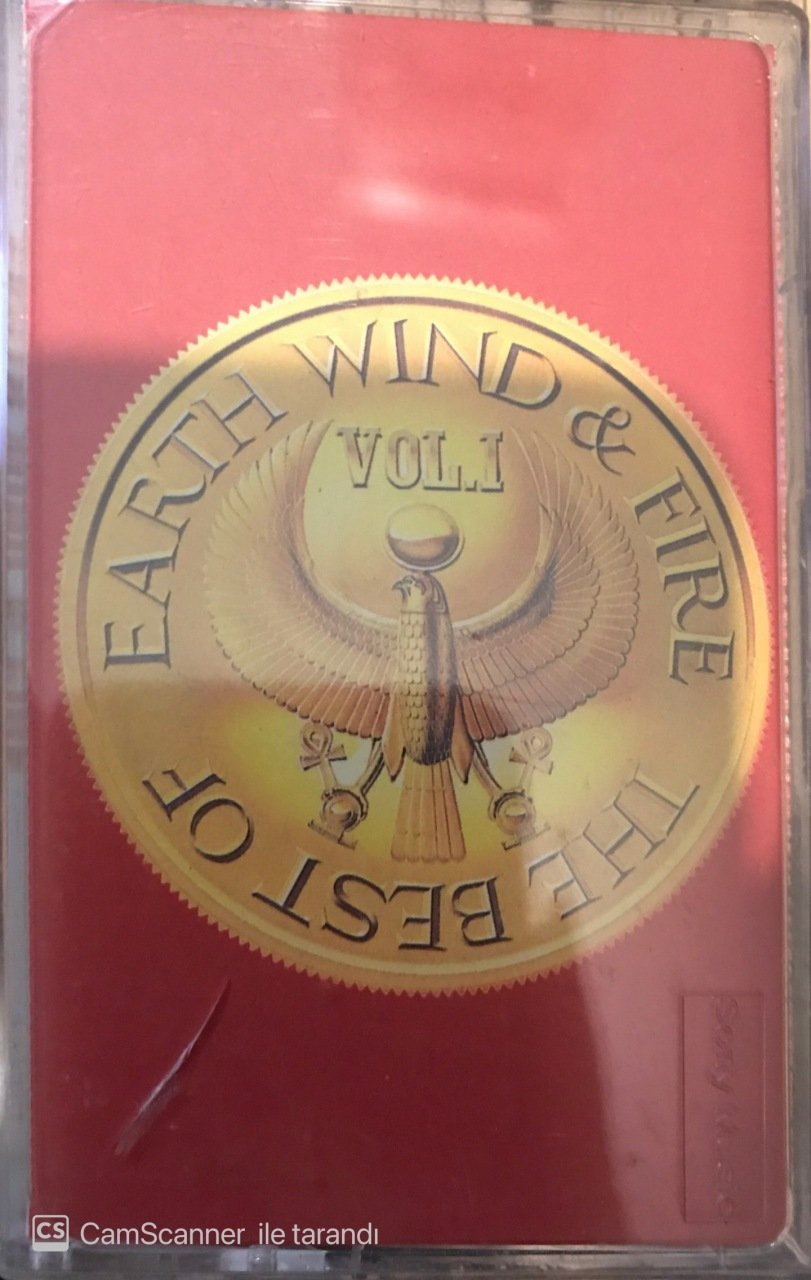 EARTH WIND & FIRE
VOL.I
THE BEST OF
Sony Music
CS CamScanner ile tarandı